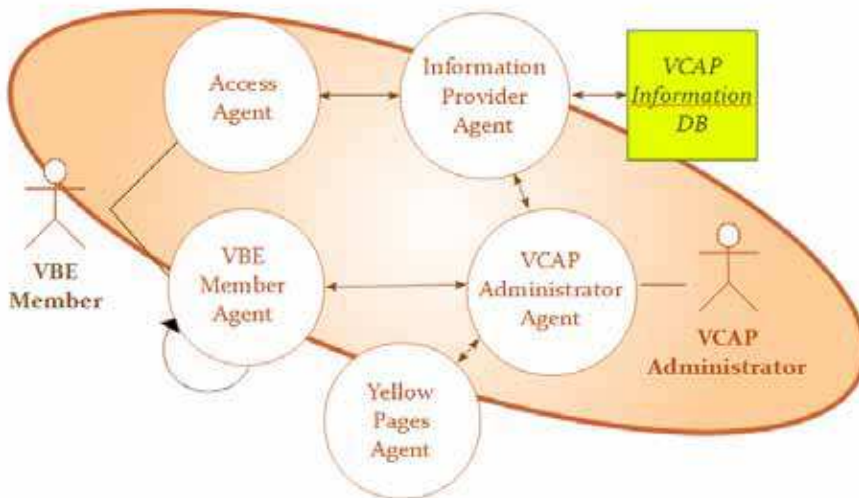 Access
Agent
Information
Provider
Agent
VCAP
Information
DB
VBE
Member
VBE
Member
Agent
VCAP
Administrator
Agent
VCAP
Administrator
Yellow
Pages
Agent